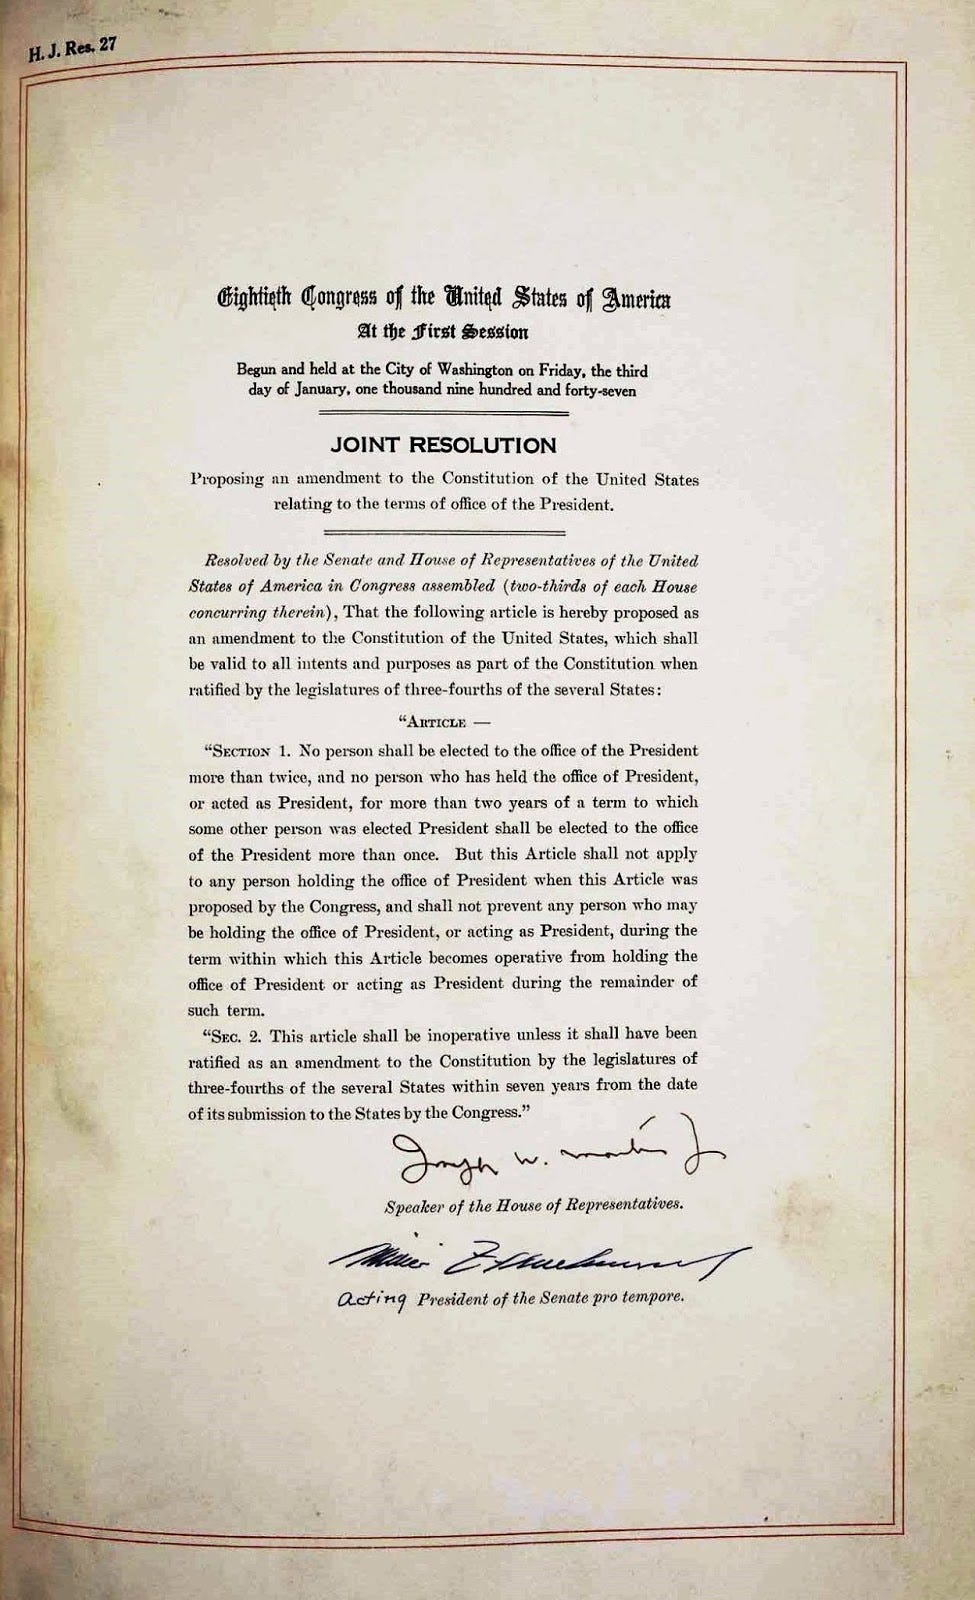 H. J. Res. 27
Eightieth Congress of the United States of America
At the First Session
Begun and held at the City of Washington on Friday, the third
day of January, one thousand nine hundred and forty-seven
JOINT RESOLUTION
Proposing an amendment to the Constitution of the United States
relating to the terms of office of the President.
Resolved by the Senate and House of Representatives of the United
States of America in Congress assembled (two-thirds of each House
concurring therein), That the following article is hereby proposed as
an amendment to the Constitution of the United States, which shall
be valid to all intents and purposes as part of the Constitution when
ratified by the legislatures of three-fourths of the several States:
"ARTICLE —
"SECTION 1. No person shall be elected to the office of the President
more than twice, and no person who has held the office of President,
or acted as President, for more than two years of a term to which
some other person was elected President shall be elected to the office
of the President more than once. But this Article shall not apply
to any person holding the office of President when this Article was
proposed by the Congress, and shall not prevent any person who may
be holding the office of President, or acting as President, during the
term within which this Article becomes operative from holding the
office of President or acting as President during the remainder of
such term.
"SEC. 2. This article shall be inoperative unless it shall have been
ratified as an amendment to the Constitution by the legislatures of
three-fourths of the several States within seven years from the date
of its submission to the States by the Congress."
Joseph W. Martin Jr
Speaker of the House of Representatives.
Acting President of the Senate pro tempore.